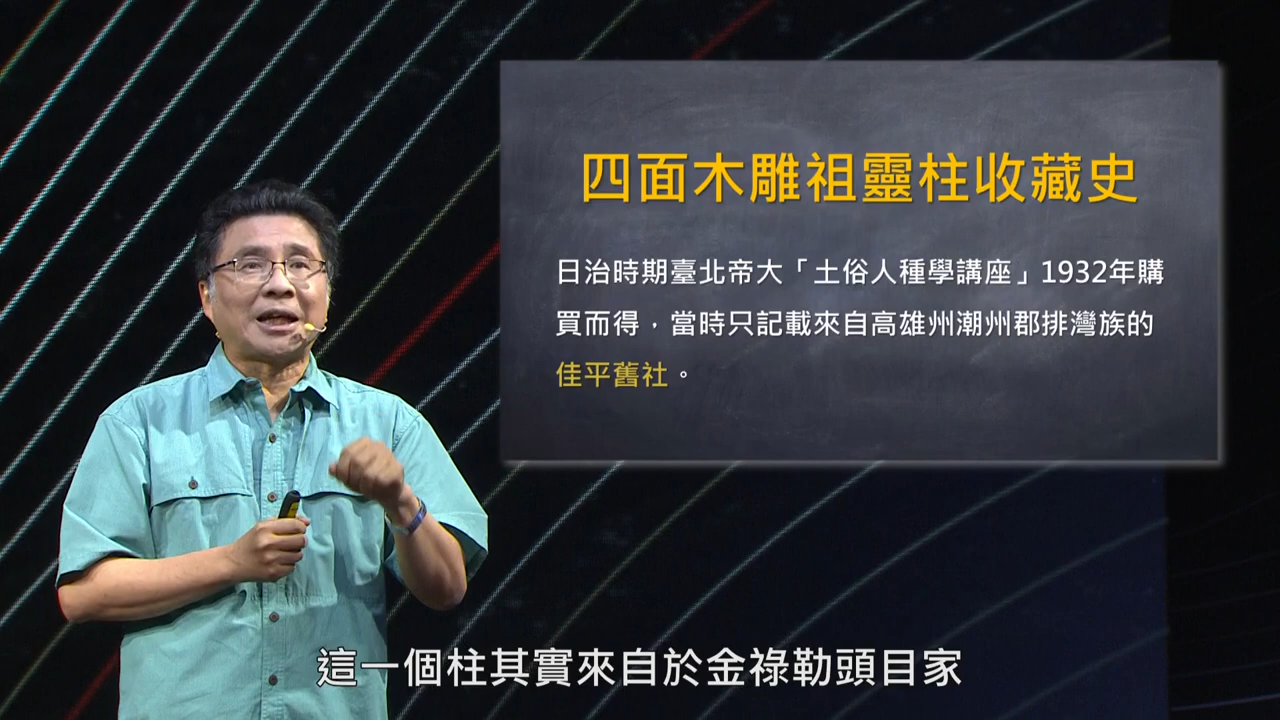 四面木雕祖靈柱收藏史
日治時期臺北帝大「土俗人種學講座」1932年購
買而得，當時只記載來自高雄州潮州郡排灣族的
佳平舊社。
這一個柱其實來自於金祿勒頭目家